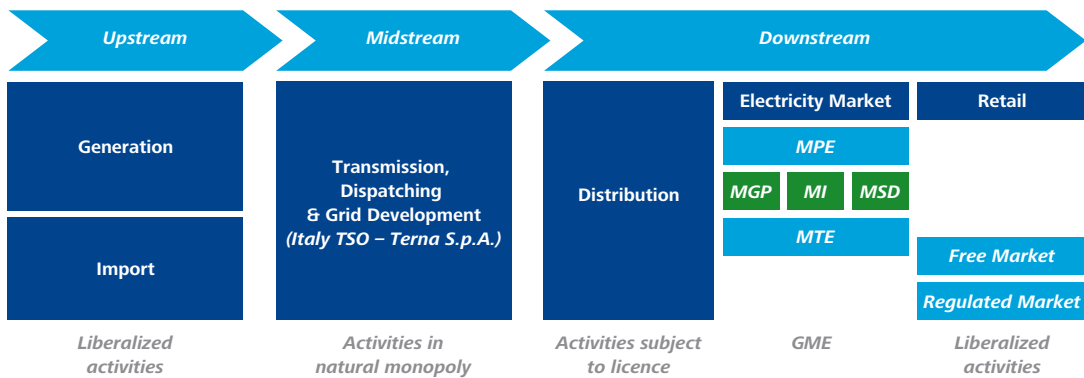 Upstream
Midstream
Downstream
Generation
Import
Transmission,
Dispatching
& Grid Development
(Italy TSO – Terna S.p.A.)
Distribution
Electricity Market
MPE
MGP
MI
MSD
MTE
Retail
Free Market
Regulated Market
Liberalized
activities
Activities in
natural monopoly
Activities subject
to licence
GME
Liberalized
activities